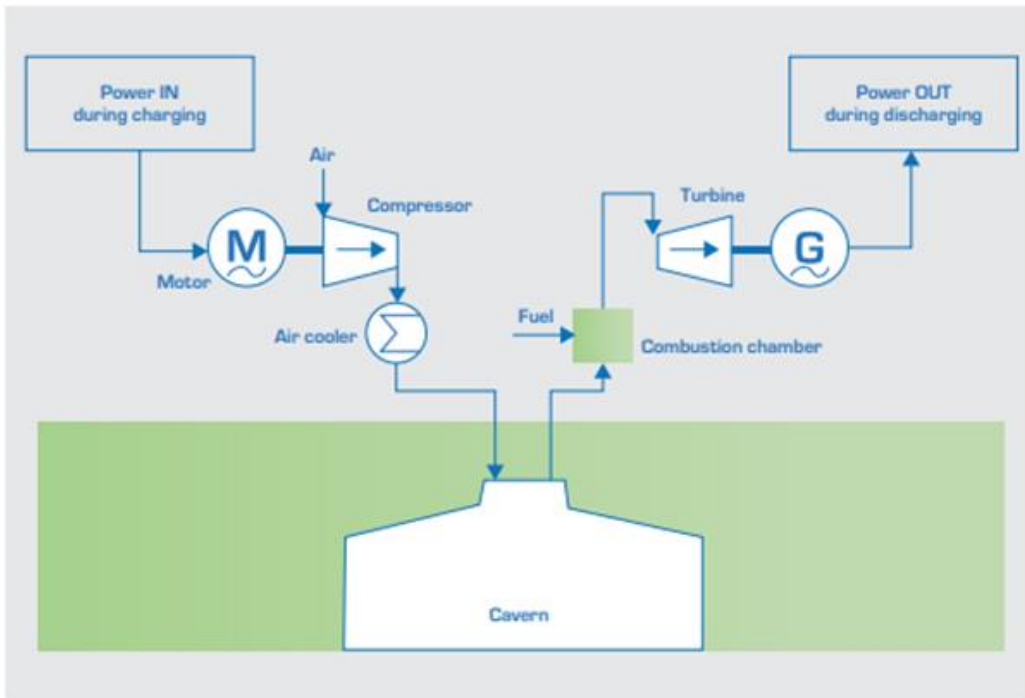 Power IN
during charging
Power OUT
during discharging
Air
Compressor
Turbine
M
G
Motor
Air cooler
Fuel
Combustion chamber
Cavern